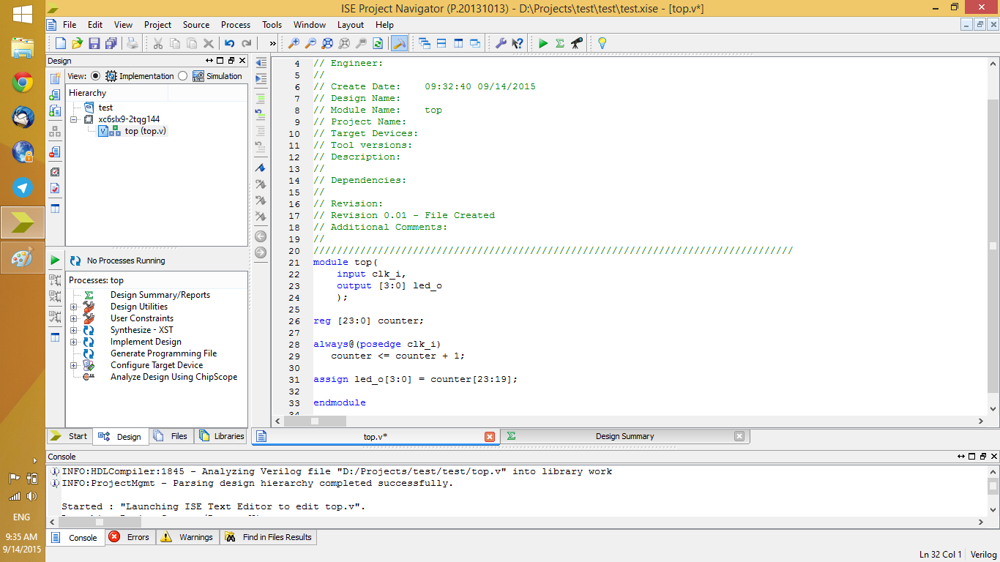 ISE Project Navigator (P.20131013) - D:\Projects\test\test\test.xise - [top.v*]
File Edit View Project Source Process Tools Window Layout Help
Design
View: Implementation Simulation
Hierarchy
test
xc6slx9-2tqg144
top (top.v)
No Processes Running
Processes: top
Design Summary/Reports
Design Utilities
User Constraints
Synthesize - XST
Implement Design
Generate Programming File
Configure Target Device
Analyze Design Using ChipScope
Start Design Files Libraries
4 // Engineer:
5 //
6 // Create Date:    09:32:40 09/14/2015
7 // Design Name:
8 // Module Name:    top
9 // Project Name:
10 // Target Devices:
11 // Tool versions:
12 // Description:
13 //
14 // Dependencies:
15 //
16 // Revision:
17 // Revision 0.01 - File Created
18 // Additional Comments:
19 //
20 //////////////////////////////////////////////////////////////////////////////////
21 module top(
22     input clk_i,
23     output [3:0] led_o
24     );
25
26 reg [23:0] counter;
27
28 always@(posedge clk_i)
29    counter <= counter + 1;
30
31 assign led_o[3:0] = counter[23:19];
32
33 endmodule
34
top.v* Design Summary
Console
INFO:HDLCompiler:1845 - Analyzing Verilog file "D:/Projects/test/test/top.v" into library work
INFO:ProjectMgmt - Parsing design hierarchy completed successfully.
Started : "Launching ISE Text Editor to edit top.v".
Console Errors Warnings Find in Files Results
Ln 32 Col 1 Verilog
ENG
9:35 AM
9/14/2015